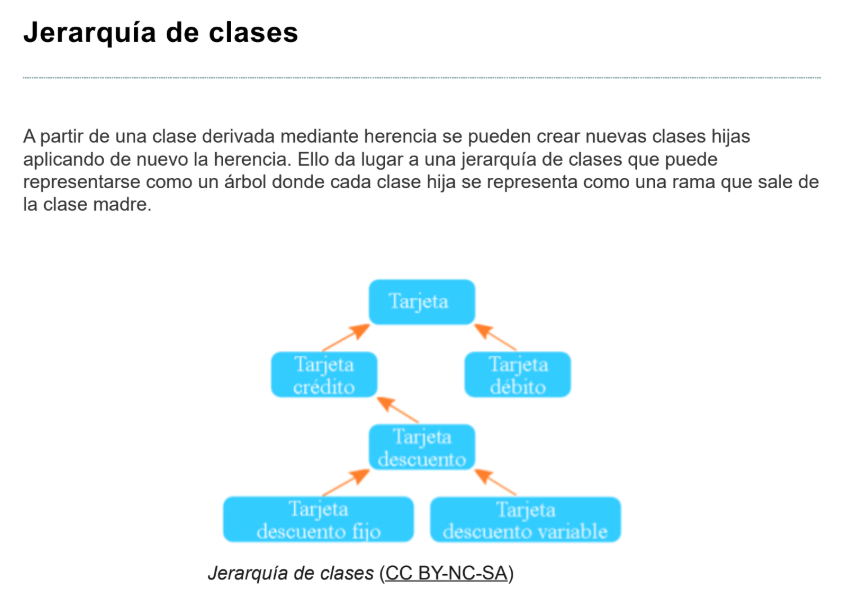 Jerarquía de clases
A partir de una clase derivada mediante herencia se pueden crear nuevas clases hijas
aplicando de nuevo la herencia. Ello da lugar a una jerarquía de clases que puede
representarse como un árbol donde cada clase hija se representa como una rama que sale de
la clase madre.
Tarjeta
Tarjeta
crédito
Tarjeta
débito
Tarjeta
descuento
Tarjeta
descuento fijo
Tarjeta
descuento variable
Jerarquía de clases (CC BY-NC-SA)